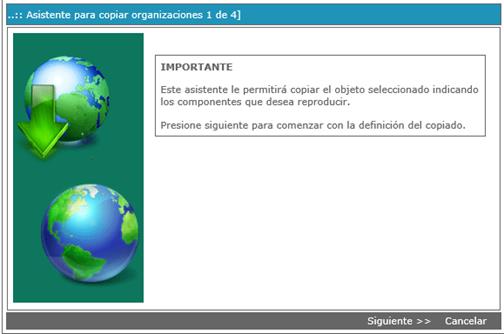 ..:: Asistente para copiar organizaciones 1 de 4]
IMPORTANTE
Este asistente le permitirá copiar el objeto seleccionado indicando
los componentes que desea reproducir.
Presione siguiente para comenzar con la definición del copiado.
Siguiente >> Cancelar